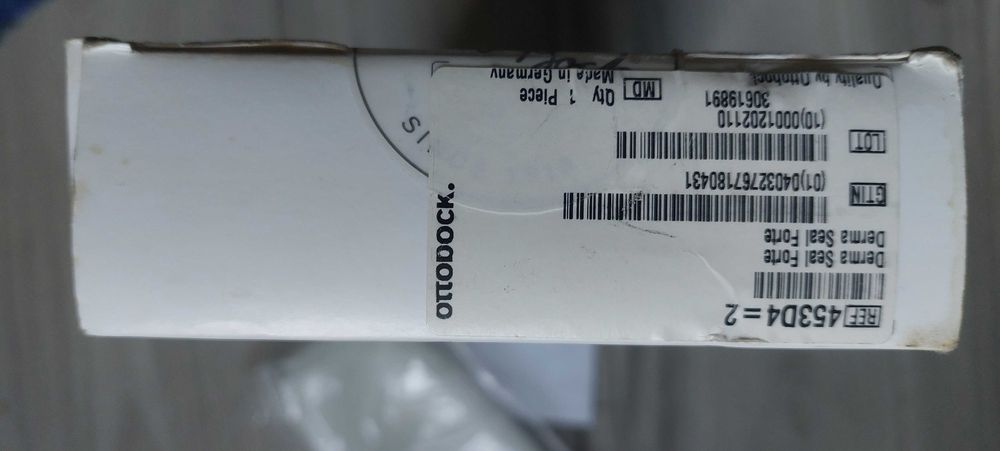 REF 453D4=2
Derma Seal Forte
Derma Seal Forte
GTIN
(01)04032767180431
LOT
(10)0001202110
30619891
MD
Qty 1 Piece
Made in Germany
Quality by Ottobock
ottobock.